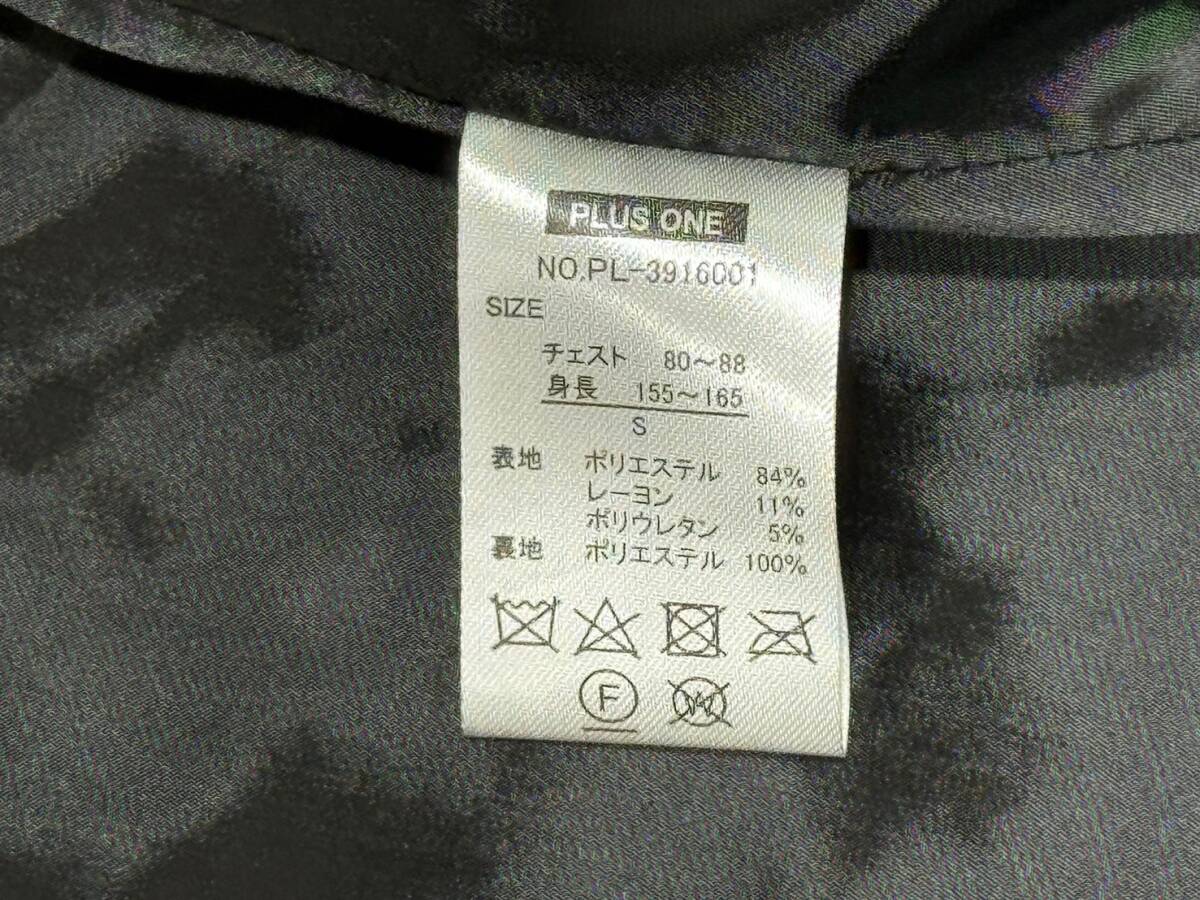 PLUS ONE
NO.PL-3916001
SIZE
チェスト 80~88
身長 155~165
S
表地 ポリエステル 84%
レーヨン 11%
ポリウレタン 5%
裏地 ポリエステル 100%
F W